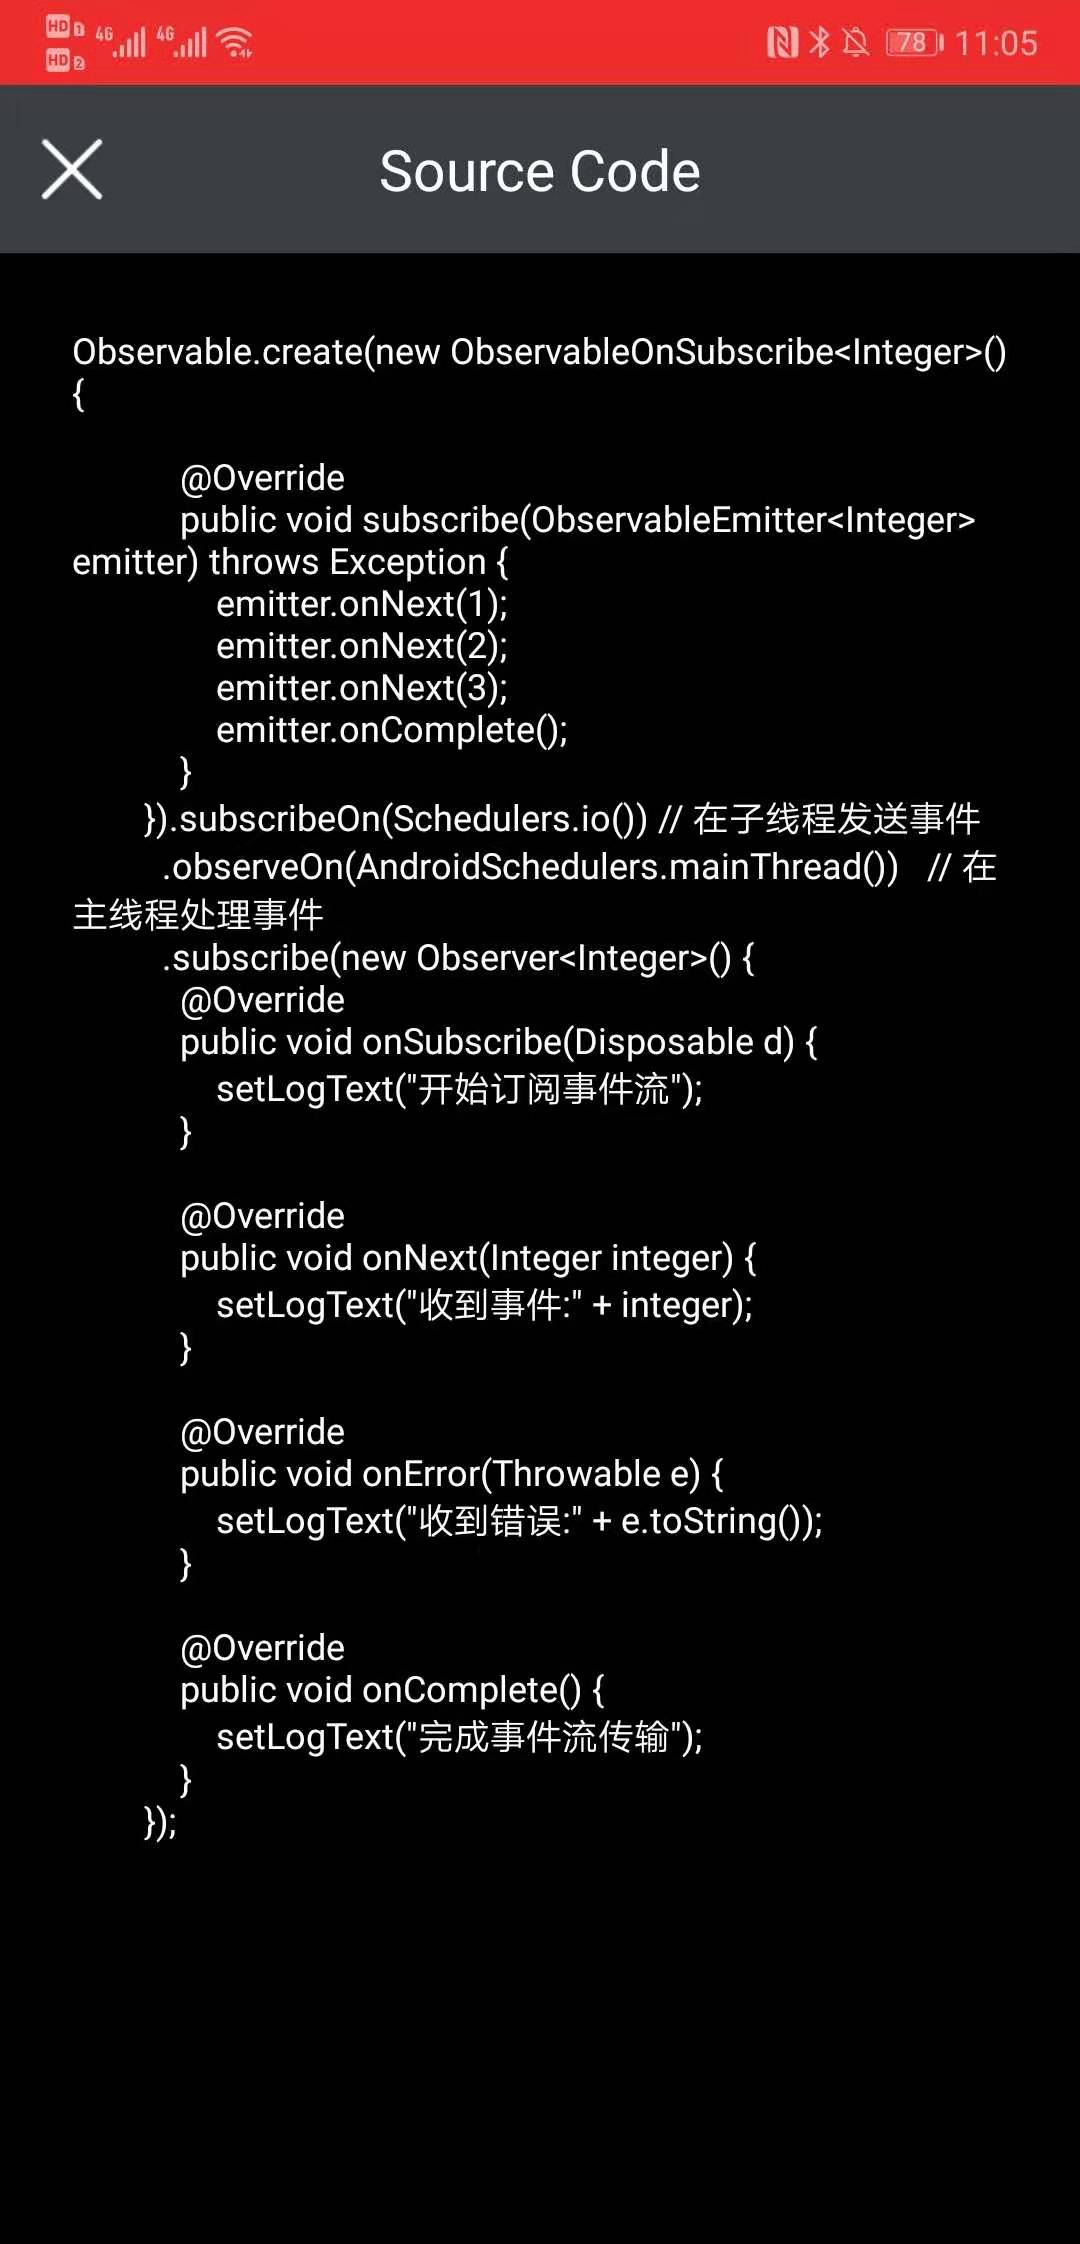 HD 1 4G 4G
HD 2
78 11:05
Source Code
Observable.create(new ObservableOnSubscribe<Integer>()
{
@Override
public void subscribe(ObservableEmitter<Integer>
emitter) throws Exception {
emitter.onNext(1);
emitter.onNext(2);
emitter.onNext(3);
emitter.onComplete();
}
}).subscribeOn(Schedulers.io()) // 在子线程发送事件
.observeOn(AndroidSchedulers.mainThread())   // 在
主线程处理事件
.subscribe(new Observer<Integer>() {
@Override
public void onSubscribe(Disposable d) {
setLogText("开始订阅事件流");
}
@Override
public void onNext(Integer integer) {
setLogText("收到事件:" + integer);
}
@Override
public void onError(Throwable e) {
setLogText("收到错误:" + e.toString());
}
@Override
public void onComplete() {
setLogText("完成事件流传输");
}
});